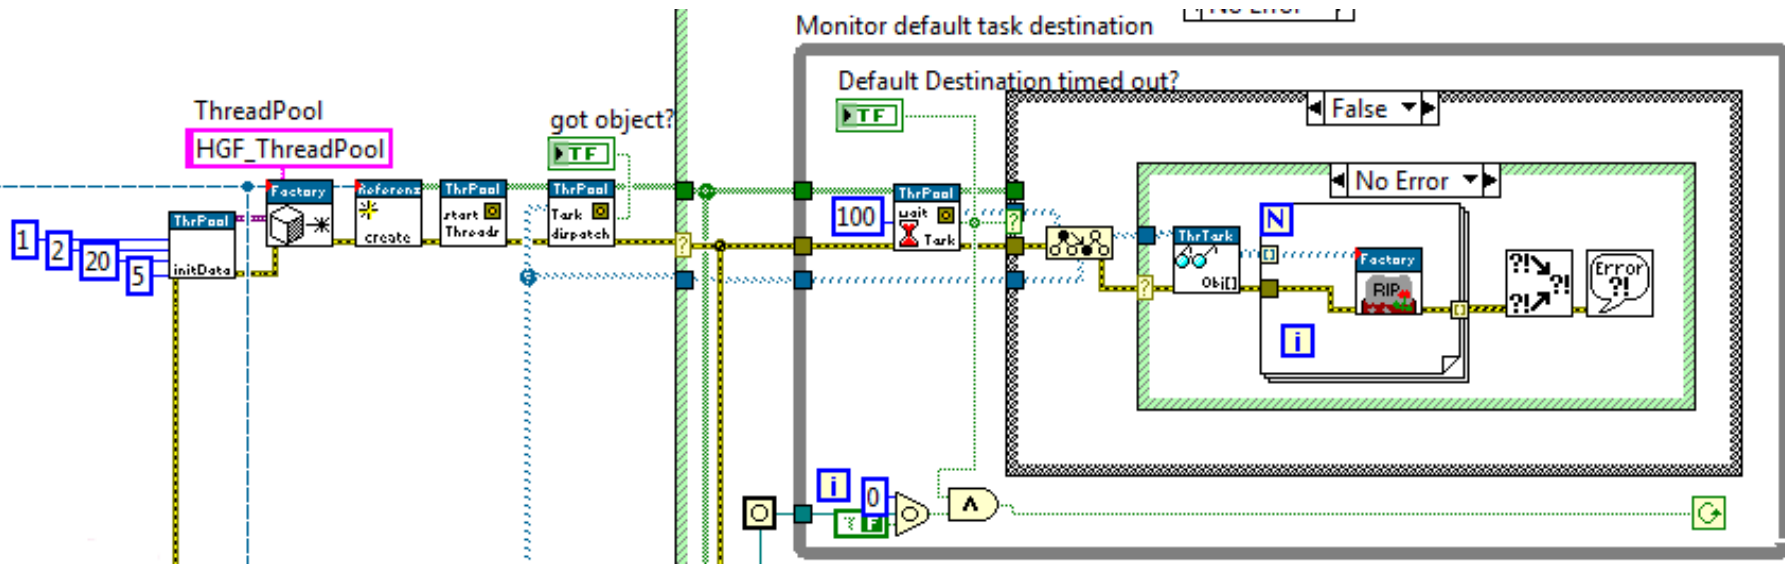 No Error
Monitor default task destination
Default Destination timed out?
TF
False
ThreadPool
HGF_ThreadPool
got object?
TF
No Error
Factory
Referenz
create
ThrPool
start
Threads
ThrPool
Task
dispatch
ThrPool
initData
1
2
20
5
ThrPool
wait
Task
100
?
?
?
ThrTask
Obj[]
N
[]
Factory
RIP
[]
i
?!
?!
?!
Error
?!
i
0
F